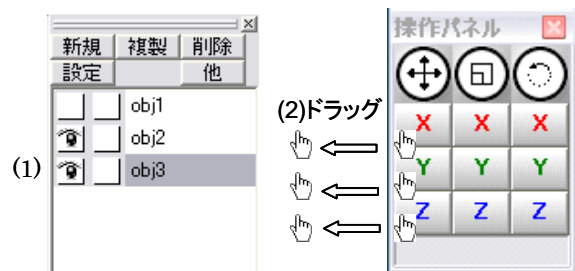 新規 複製 削除
設定 他
obj1
obj2
(1) obj3
(2)ドラッグ
操作パネル
X X X
Y Y Y
Z Z Z